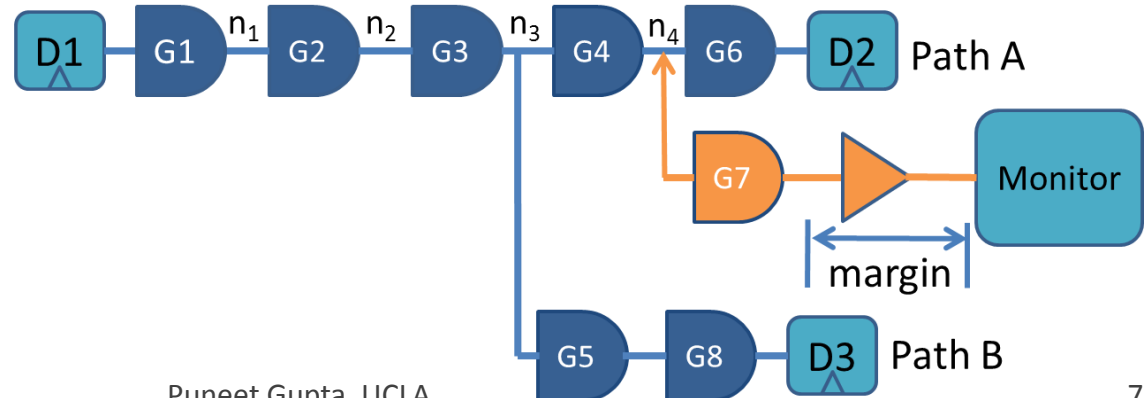 D1 G1 n₁ G2 n₂ G3 n₃ G4 n₄ G6 D2 Path A
G7 Monitor
margin
G5 G8 D3 Path B
Puneet Gupta, UCLA 7